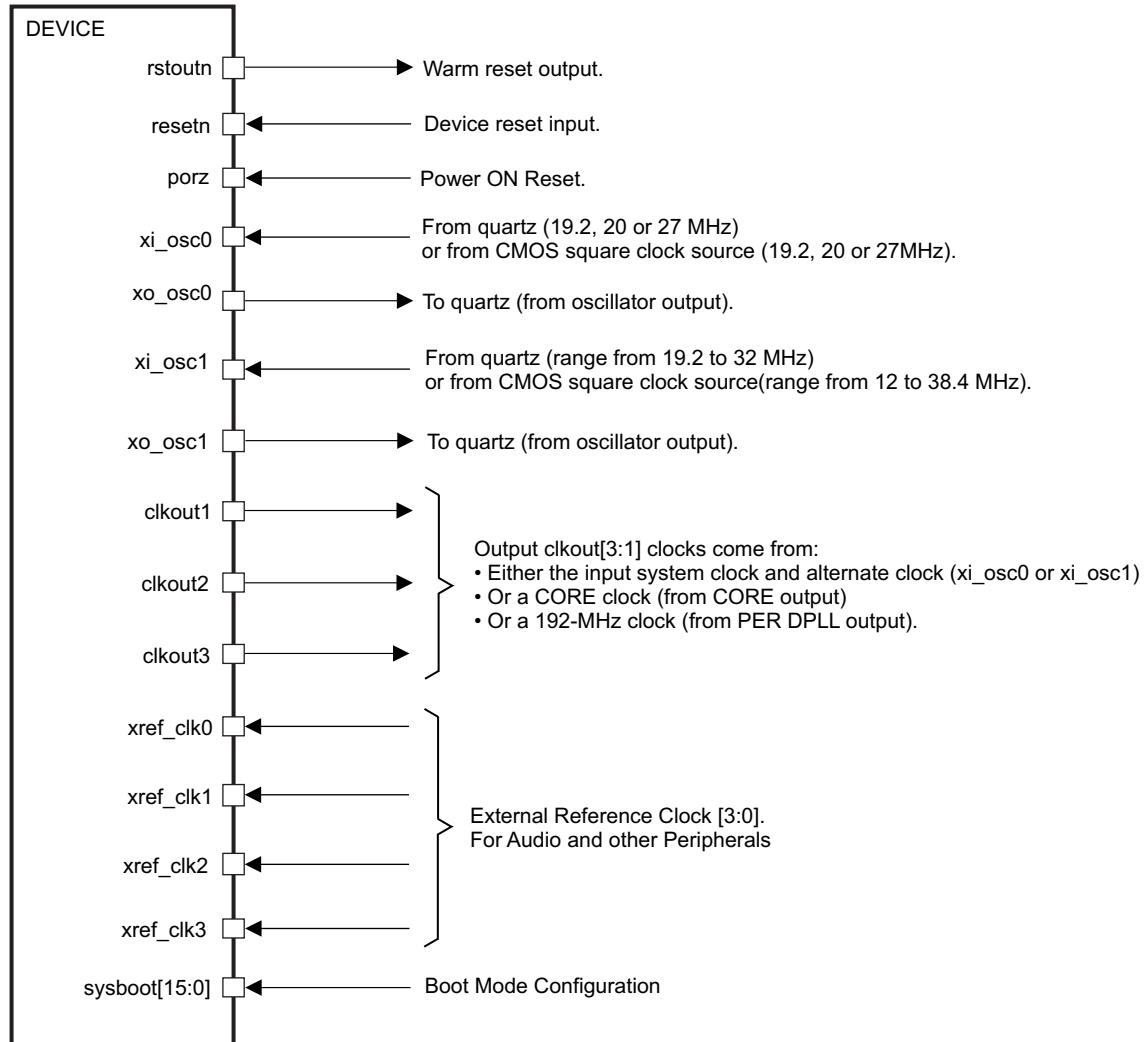 DEVICE
rstoutn
Warm reset output.
resetn
Device reset input.
porz
Power ON Reset.
xi_osc0
From quartz (19.2, 20 or 27 MHz)
or from CMOS square clock source (19.2, 20 or 27MHz).
xo_osc0
To quartz (from oscillator output).
xi_osc1
From quartz (range from 19.2 to 32 MHz)
or from CMOS square clock source(range from 12 to 38.4 MHz).
xo_osc1
To quartz (from oscillator output).
clkout1
clkout2
clkout3
Output clkout[3:1] clocks come from:
• Either the input system clock and alternate clock (xi_osc0 or xi_osc1)
• Or a CORE clock (from CORE output)
• Or a 192-MHz clock (from PER DPLL output).
xref_clk0
xref_clk1
xref_clk2
xref_clk3
External Reference Clock [3:0].
For Audio and other Peripherals
sysboot[15:0]
Boot Mode Configuration